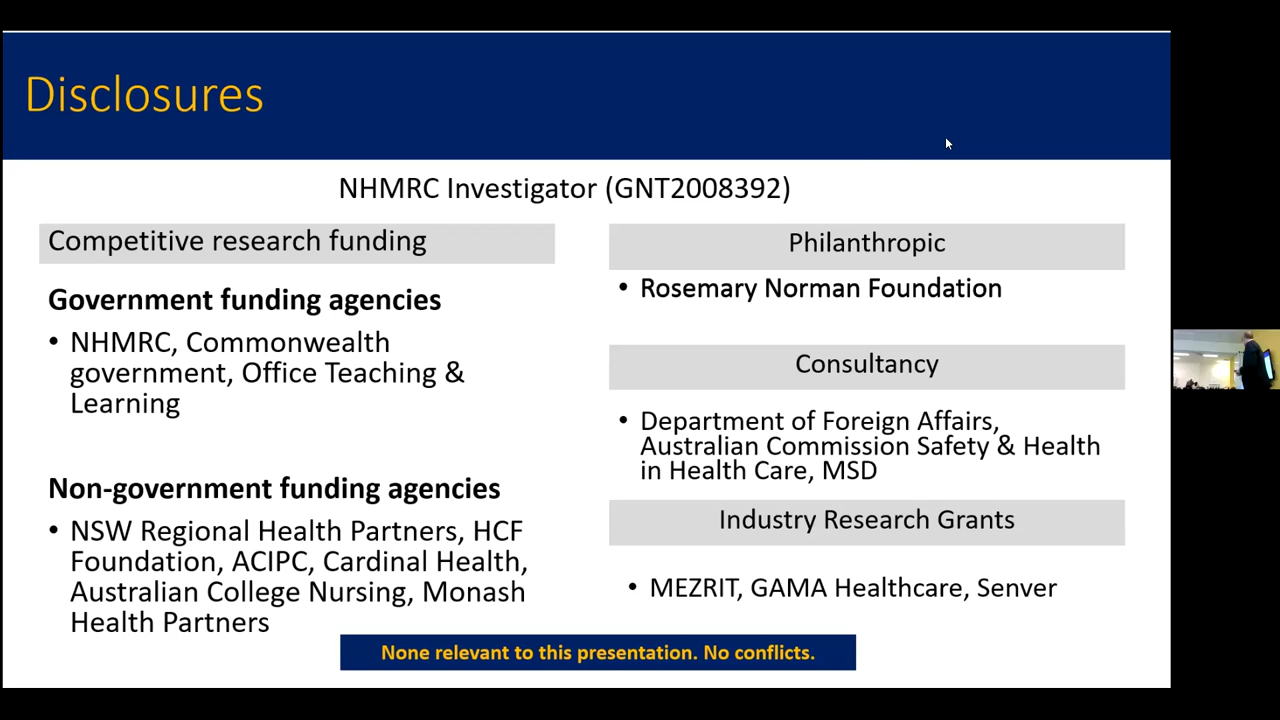 Disclosures
NHMRC Investigator (GNT2008392)
Competitive research funding
Government funding agencies
• NHMRC, Commonwealth
government, Office Teaching &
Learning
Non-government funding agencies
• NSW Regional Health Partners, HCF
Foundation, ACIPC, Cardinal Health,
Australian College Nursing, Monash
Health Partners
Philanthropic
• Rosemary Norman Foundation
Consultancy
• Department of Foreign Affairs,
Australian Commission Safety & Health
in Health Care, MSD
Industry Research Grants
• MEZRIT, GAMA Healthcare, Senver
None relevant to this presentation. No conflicts.